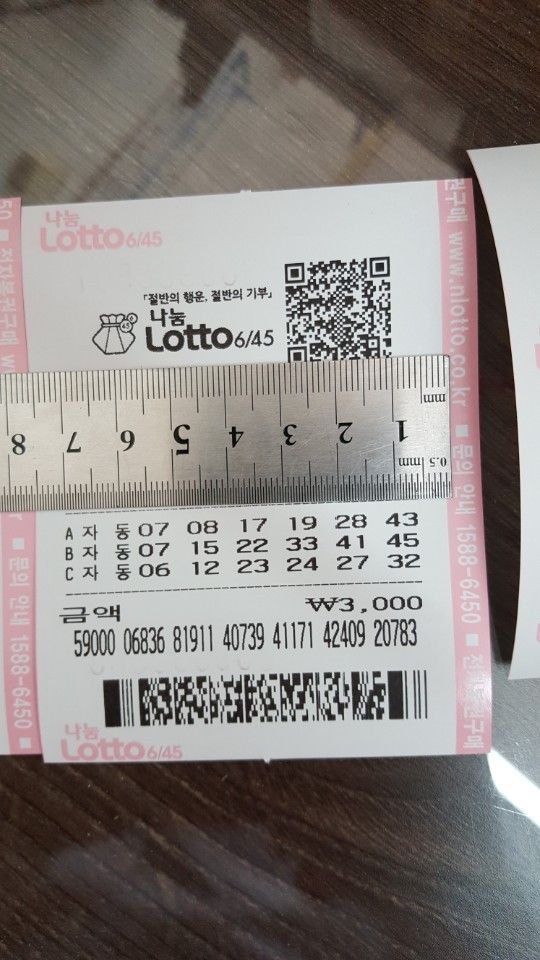 나눔
Lotto 6/45
「절반의 행운, 절반의 기부」
나눔
Lotto 6/45
mm
8 7 6 5 4 3 2 1
0.5 mm
A 자 동 07 08 17 19 28 43
B 자 동 07 15 22 33 41 45
C 자 동 06 12 23 24 27 32
금액 ₩3,000
59000 06836 81911 40739 41171 42409 20783
나눔
Lotto 6/45
www.nlotto.co.kr ■ 문의 안내 1588-6450 ■
■ 문의 안내 1588-6450 ■